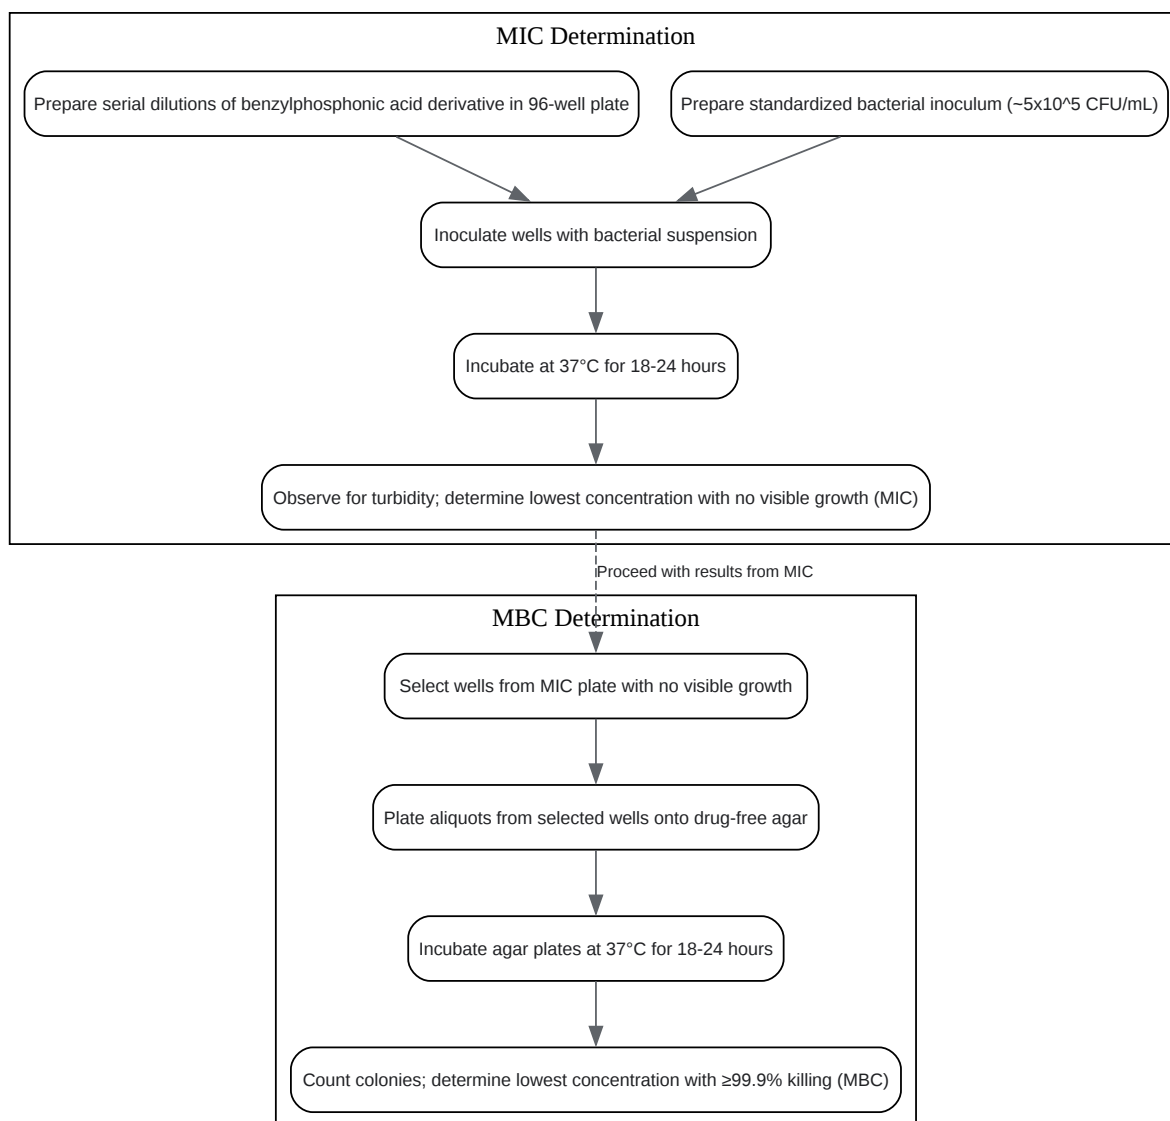 MIC Determination
Prepare serial dilutions of benzylphosphonic acid derivative in 96-well plate
Prepare standardized bacterial inoculum (~5x10^5 CFU/mL)
Inoculate wells with bacterial suspension
Incubate at 37°C for 18-24 hours
Observe for turbidity; determine lowest concentration with no visible growth (MIC)
Proceed with results from MIC
MBC Determination
Select wells from MIC plate with no visible growth
Plate aliquots from selected wells onto drug-free agar
Incubate agar plates at 37°C for 18-24 hours
Count colonies; determine lowest concentration with ≥99.9% killing (MBC)